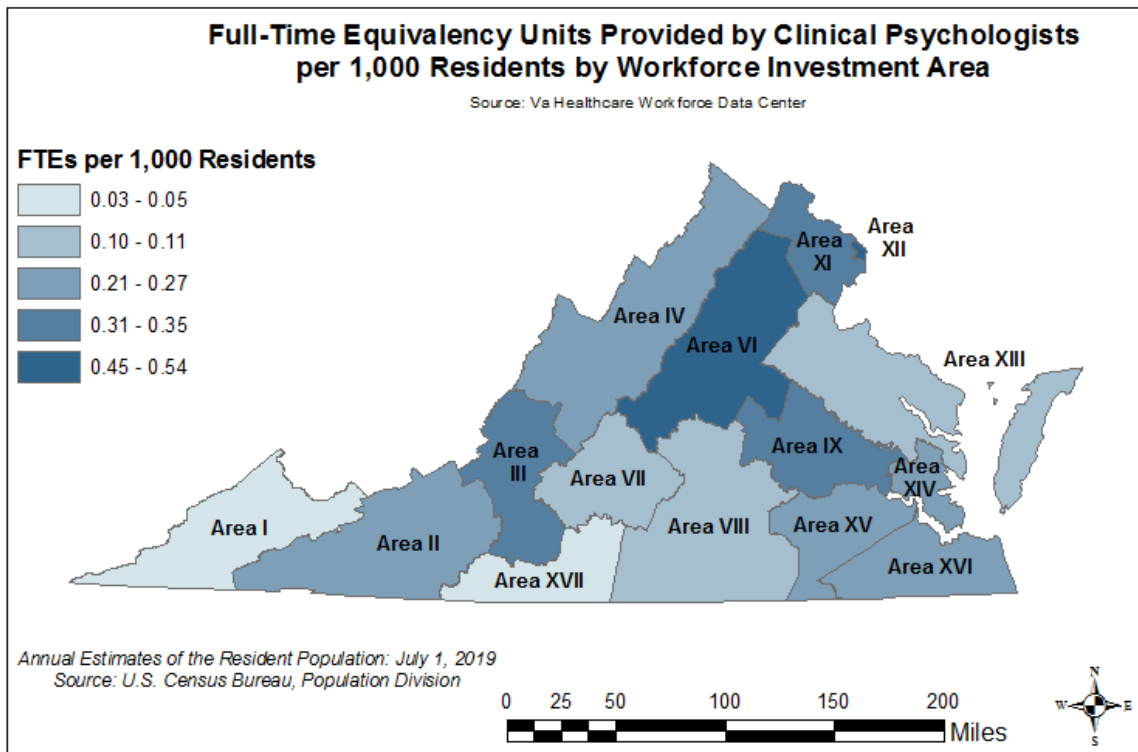 Full-Time Equivalency Units Provided by Clinical Psychologists
per 1,000 Residents by Workforce Investment Area
Source: Va Healthcare Workforce Data Center
FTEs per 1,000 Residents
0.03 - 0.05
0.10 - 0.11
0.21 - 0.27
0.31 - 0.35
0.45 - 0.54
Area
XII
Area
XI
Area IV
Area VI
Area XIII
Area
III
Area VII
Area IX
Area
XIV
Area I
Area II
Area VIII
Area XV
Area XVI
Area XVII
Annual Estimates of the Resident Population: July 1, 2019
Source: U.S. Census Bureau, Population Division
0 25 50 100 150 200
Miles
N
W E
S